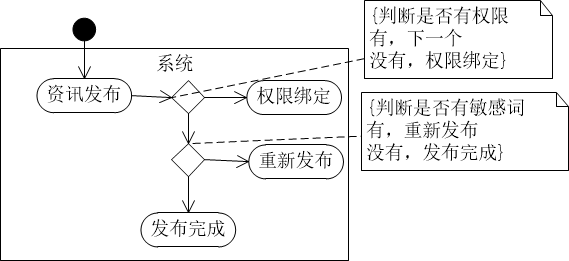 {判断是否有权限
有，下一个
没有，权限绑定}
系统
资讯发布
权限绑定
{判断是否有敏感词
有，重新发布
没有，发布完成}
重新发布
发布完成